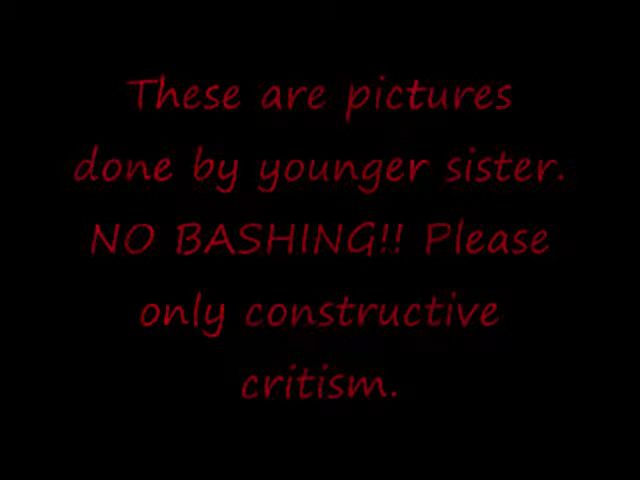 These are pictures
done by younger sister.
NO BASHING!! Please
only constructive
critism.